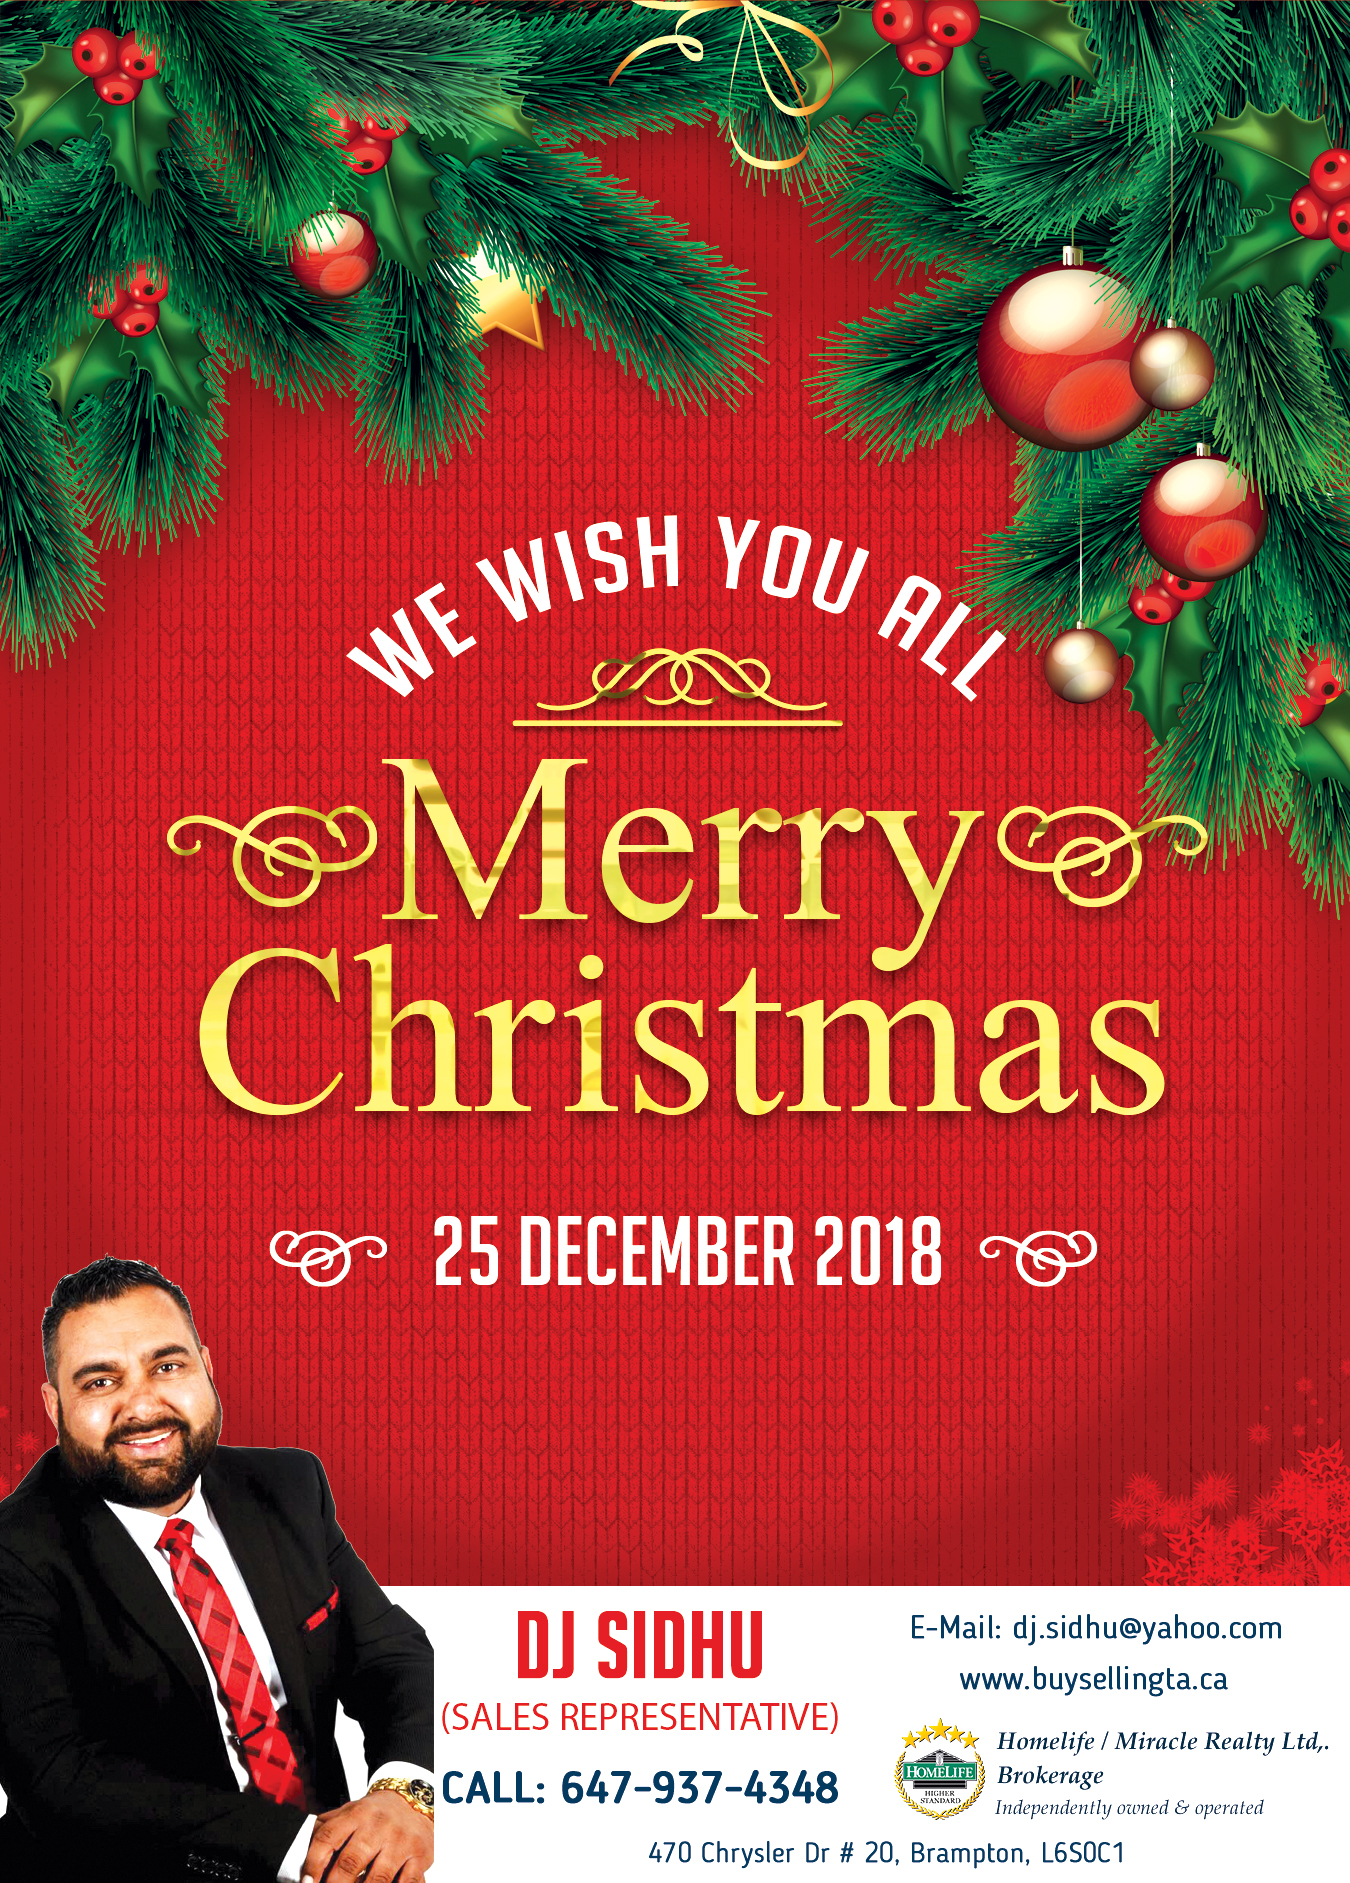 WE WISH YOU ALL
Merry
Christmas
25 DECEMBER 2018
DJ SIDHU
(SALES REPRESENTATIVE)
CALL: 647-937-4348
E-Mail: dj.sidhu@yahoo.com
www.buysellingta.ca
HOMELIFE
HIGHER
STANDARD
Homelife / Miracle Realty Ltd,.
Brokerage
Independently owned & operated
470 Chrysler Dr # 20, Brampton, L6S0C1